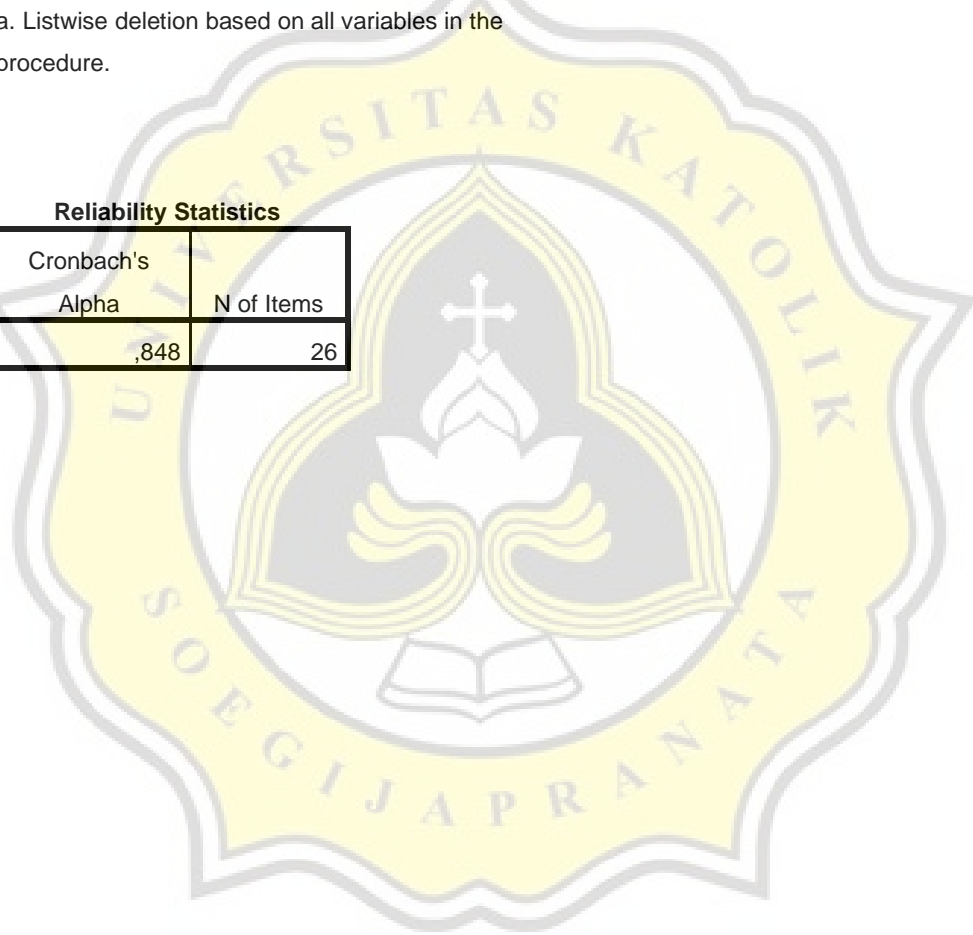 a. Listwise deletion based on all variables in the
procedure.
Reliability Statistics
Cronbach's
Alpha N of Items
,848 26
UNIVERSITAS KATOLIK
SOEGIJAPRANATA